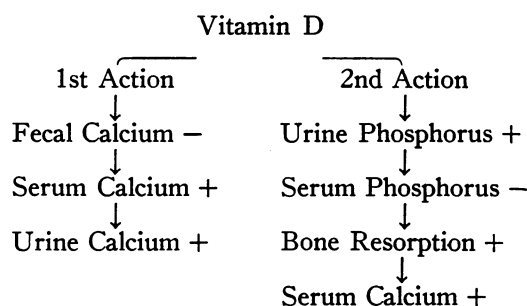 Vitamin D
1st Action
Fecal Calcium −
Serum Calcium +
Urine Calcium +
2nd Action
Urine Phosphorus +
Serum Phosphorus −
Bone Resorption +
Serum Calcium +